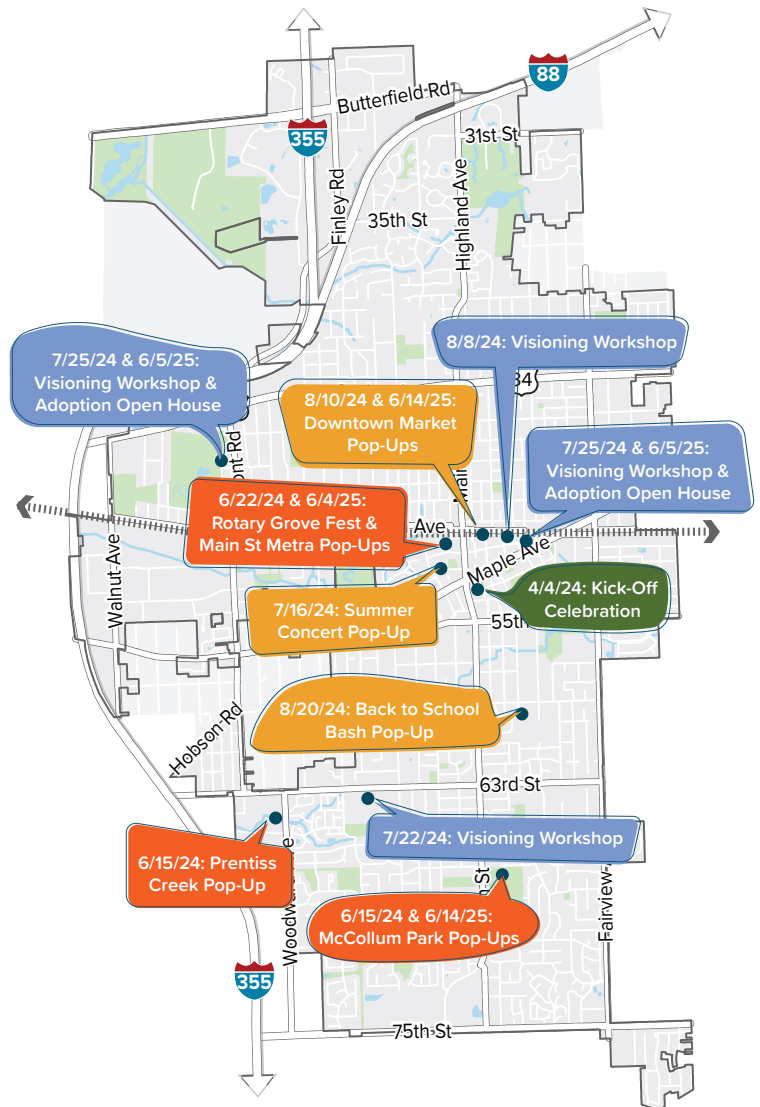 88
Butterfield Rd
355
31st St
Finley Rd
Highland Ave
35th St
8/8/24: Visioning Workshop
7/25/24 & 6/5/25:
Visioning Workshop &
Adoption Open House
34
8/10/24 & 6/14/25:
Downtown Market
Pop-Ups
7/25/24 & 6/5/25:
Visioning Workshop &
Adoption Open House
Rd
6/22/24 & 6/4/25:
Rotary Grove Fest &
Main St Metra Pop-Ups
Ave
Maple Ave
Walnut Ave
4/4/24: Kick-Off
Celebration
7/16/24: Summer
Concert Pop-Up
55th
8/20/24: Back to School
Bash Pop-Up
Hobson Rd
63rd St
7/22/24: Visioning Workshop
6/15/24: Prentiss
Creek Pop-Up
St
6/15/24 & 6/14/25:
McCollum Park Pop-Ups
355
75th St